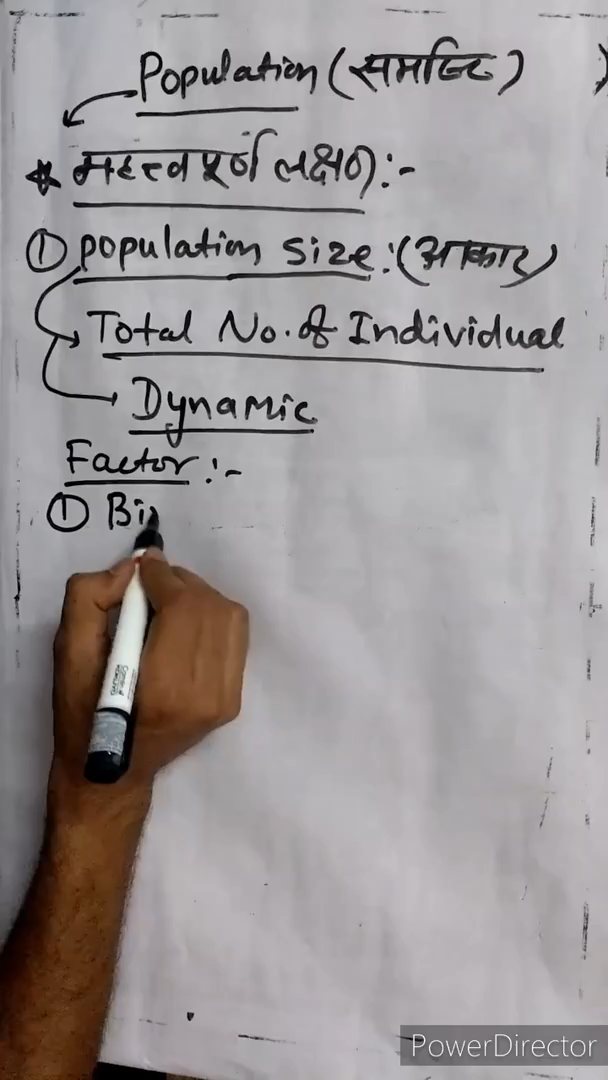 Population (समष्टि)
* महत्त्वपूर्ण लक्षण :-
① Population Size : (आकार)
Total No. of Individual
Dynamic
Factor :-
① Bi
PowerDirector